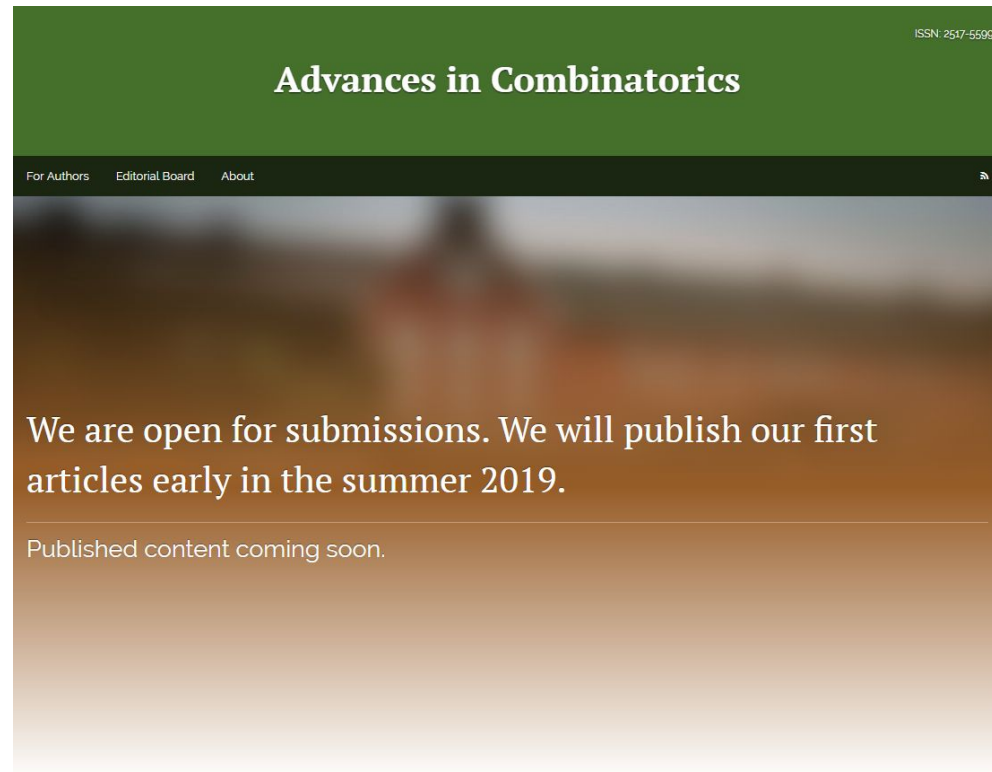 ISSN: 2517-5599
Advances in Combinatorics
For Authors Editorial Board About
We are open for submissions. We will publish our first
articles early in the summer 2019.
Published content coming soon.